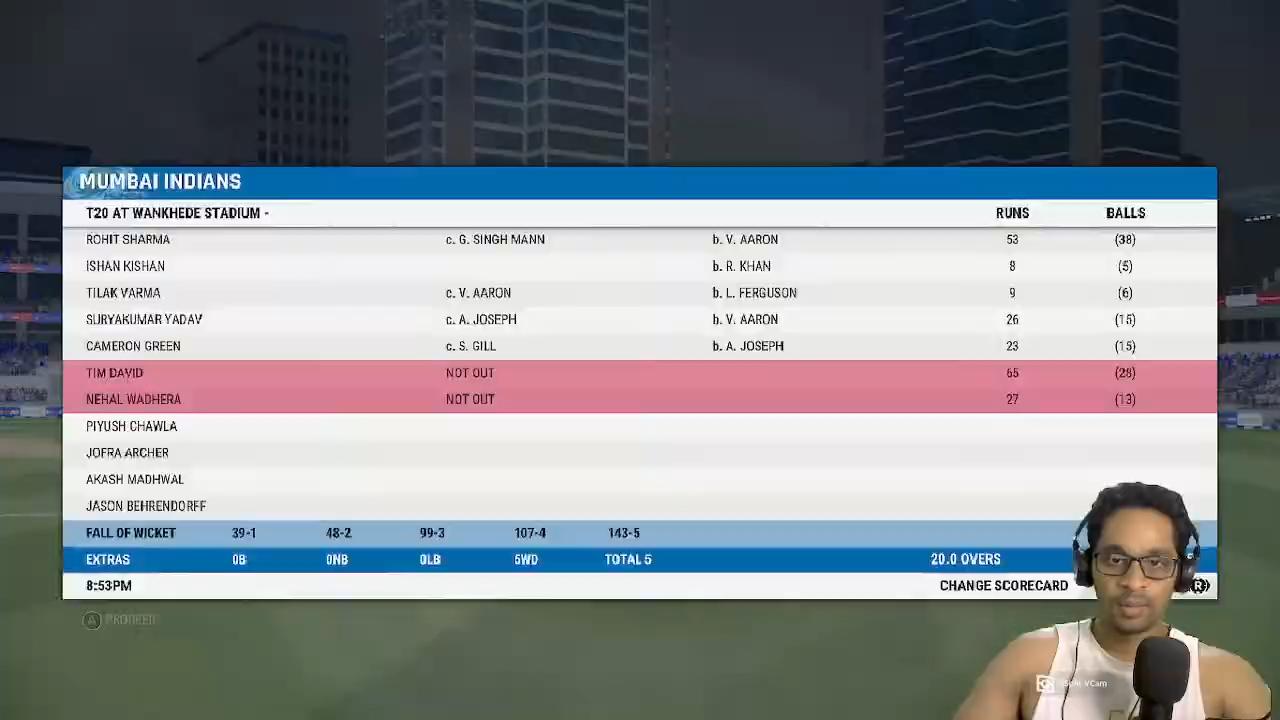 MUMBAI INDIANS
T20 AT WANKHEDE STADIUM - RUNS BALLS
ROHIT SHARMA c. G. SINGH MANN b. V. AARON 53 (38)
ISHAN KISHAN b. R. KHAN 8 (5)
TILAK VARMA c. V. AARON b. L. FERGUSON 9 (6)
SURYAKUMAR YADAV c. A. JOSEPH b. V. AARON 26 (15)
CAMERON GREEN c. S. GILL b. A. JOSEPH 23 (15)
TIM DAVID NOT OUT 65 (28)
NEHAL WADHERA NOT OUT 27 (13)
PIYUSH CHAWLA
JOFRA ARCHER
AKASH MADHWAL
JASON BEHRENDORFF
FALL OF WICKET 39-1 48-2 99-3 107-4 143-5
EXTRAS 0B 0NB 0LB 5WD TOTAL 5 20.0 OVERS
8:53PM CHANGE SCORECARD R
A PROCEED
VCam